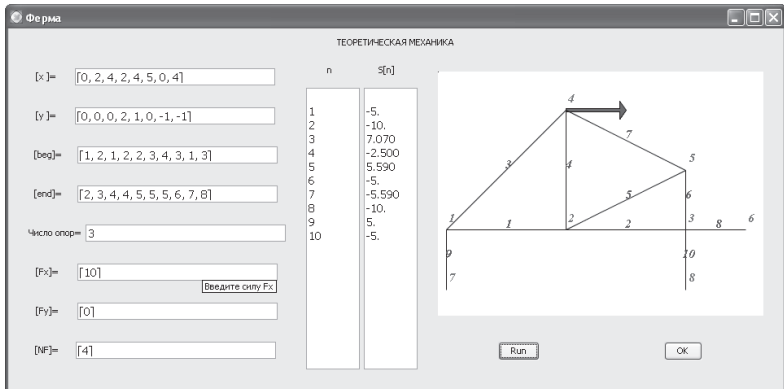 Ферма
ТЕОРЕТИЧЕСКАЯ МЕХАНИКА
[x ]= ⌈0, 2, 4, 2, 4, 5, 0, 4⌉
[y ]= ⌈0, 0, 0, 2, 1, 0, -1, -1⌉
[beg]= ⌈1, 2, 1, 2, 2, 3, 4, 3, 1, 3⌉
[end]= ⌈2, 3, 4, 4, 5, 5, 5, 6, 7, 8⌉
Число опор= 3
[Fx]= ⌈10⌉
Введите силу Fx
[Fy]= ⌈0⌉
[NF]= ⌈4⌉
n S[n]
1 -5.
2 -10.
3 7.070
4 -2.500
5 5.590
6 -5.
7 -5.590
8 -10.
9 5.
10 -5.
4
7
3 4 5
5 6
1 1 2 2 3 8 6
9 10
7 8
Run OK